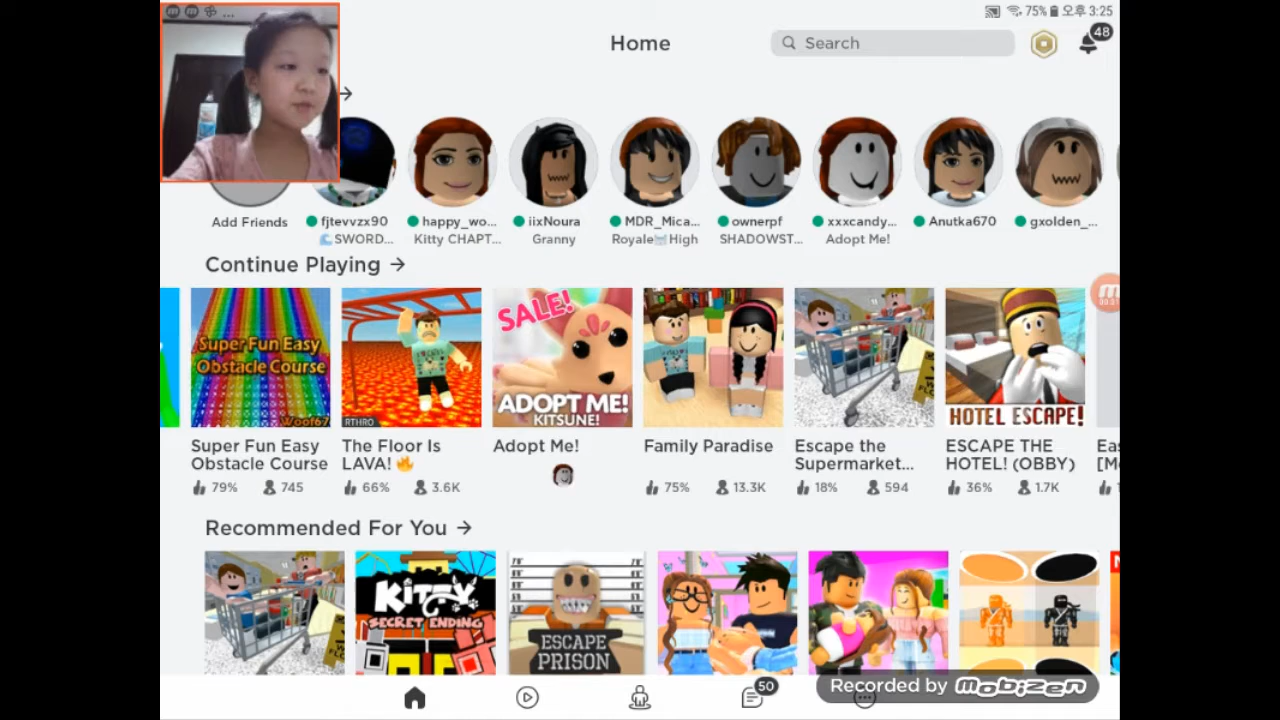 ...
75% 오후 3:25
Home
Search
48
Add Friends
fjtevvzx90
SWORD...
happy_wo...
Kitty CHAPT...
iixNoura
Granny
MDR_Mica...
Royale High
ownerpf
SHADOWST...
xxxcandy...
Adopt Me!
Anutka670
gxolden_...
Continue Playing →
Super Fun Easy
Obstacle Course
Woof67
RTHRO
SALE!
ADOPT ME!
KITSUNE!
HOTEL ESCAPE!
Super Fun Easy
Obstacle Course
79% 745
The Floor Is
LAVA!
66% 3.6K
Adopt Me!
Family Paradise
75% 13.3K
Escape the
Supermarket...
18% 594
ESCAPE THE
HOTEL! (OBBY)
36% 1.7K
Recommended For You →
KITTY
SECRET ENDING
ESCAPE
PRISON
50
Recorded by mobizen